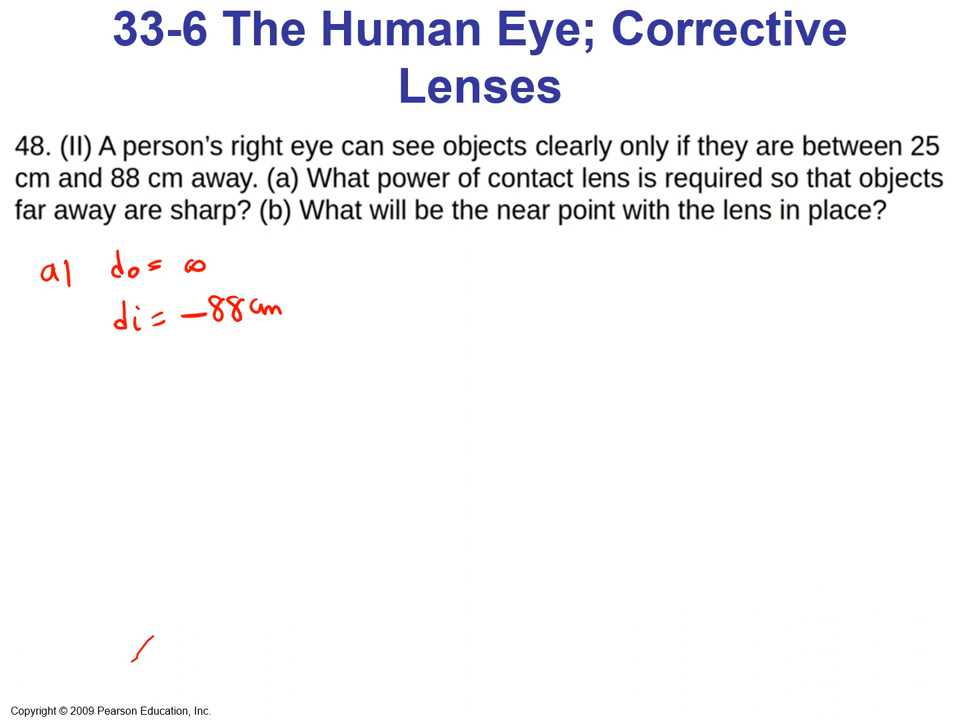 33-6 The Human Eye; Corrective
Lenses
48. (II) A person's right eye can see objects clearly only if they are between 25
cm and 88 cm away. (a) What power of contact lens is required so that objects
far away are sharp? (b) What will be the near point with the lens in place?
a) do = ∞
di = -88 cm
Copyright © 2009 Pearson Education, Inc.